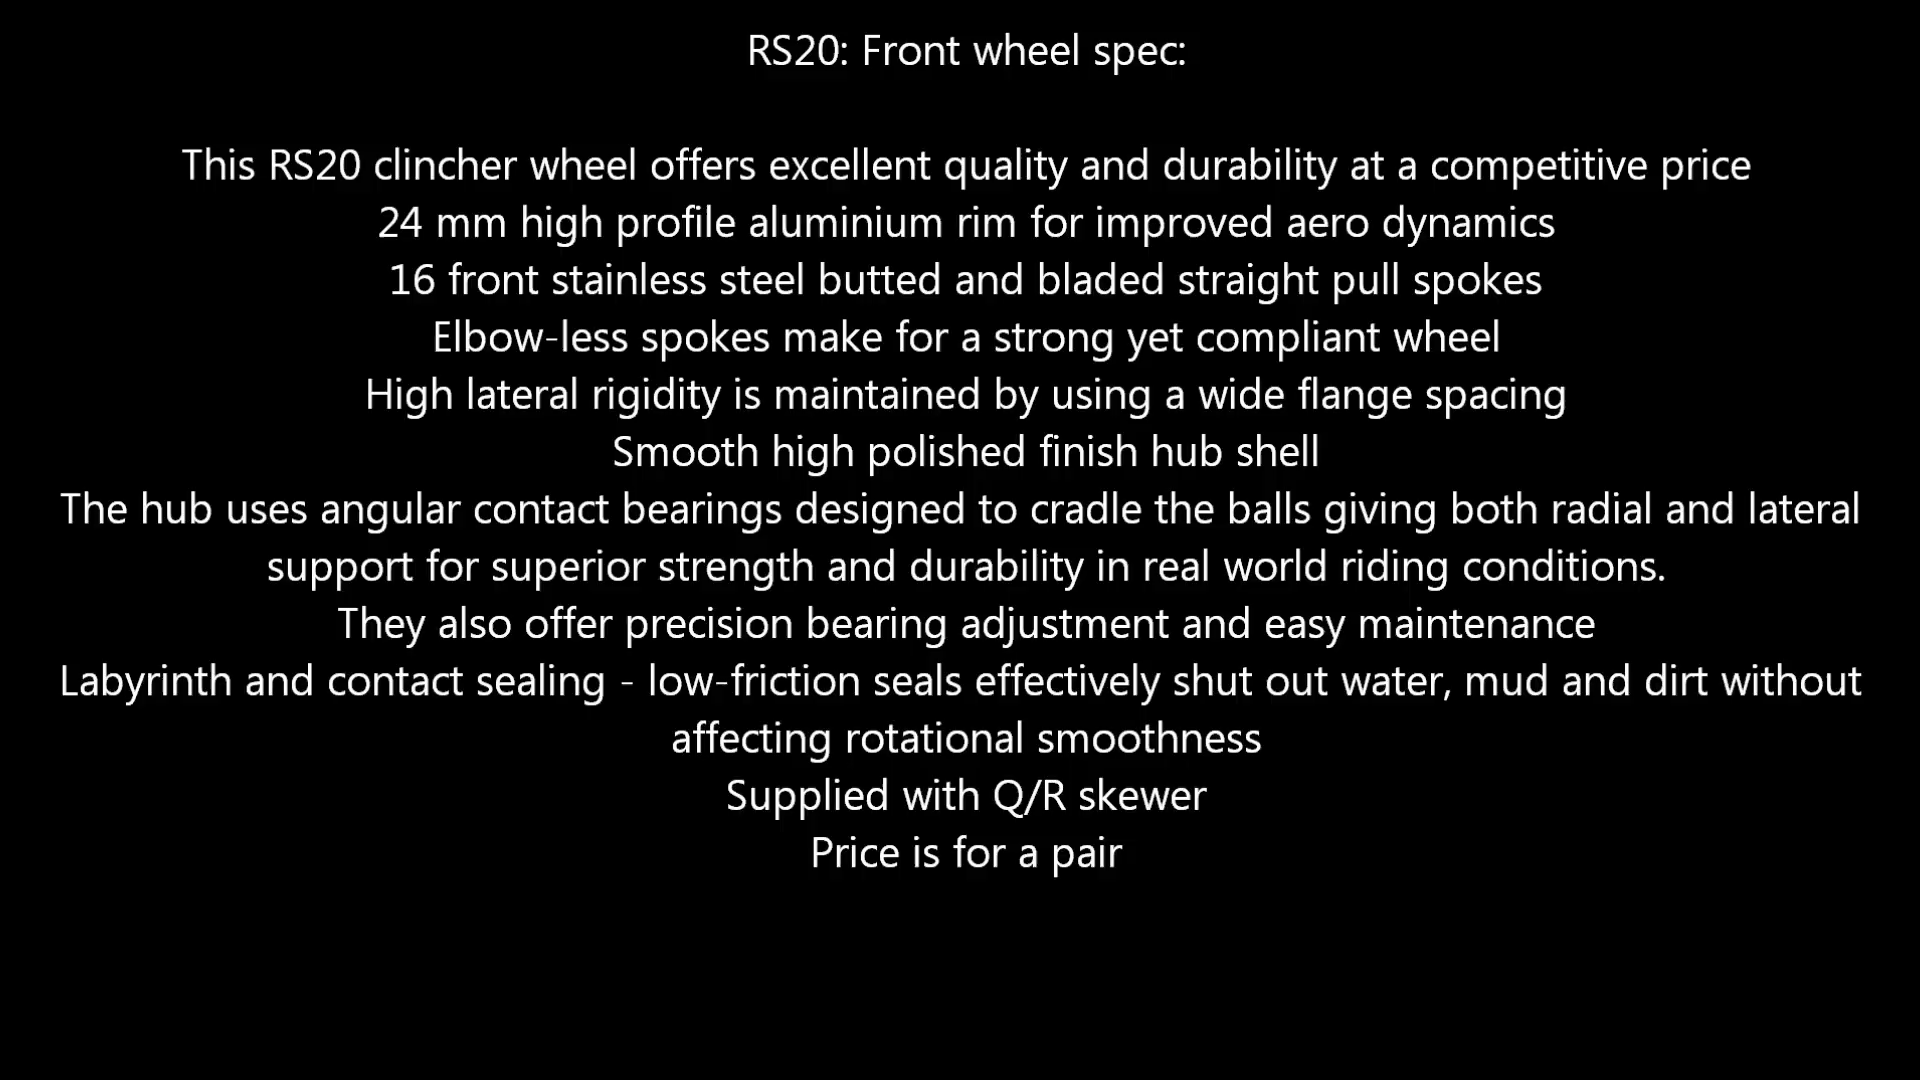 RS20: Front wheel spec:
This RS20 clincher wheel offers excellent quality and durability at a competitive price
24 mm high profile aluminium rim for improved aero dynamics
16 front stainless steel butted and bladed straight pull spokes
Elbow-less spokes make for a strong yet compliant wheel
High lateral rigidity is maintained by using a wide flange spacing
Smooth high polished finish hub shell
The hub uses angular contact bearings designed to cradle the balls giving both radial and lateral
support for superior strength and durability in real world riding conditions.
They also offer precision bearing adjustment and easy maintenance
Labyrinth and contact sealing - low-friction seals effectively shut out water, mud and dirt without
affecting rotational smoothness
Supplied with Q/R skewer
Price is for a pair